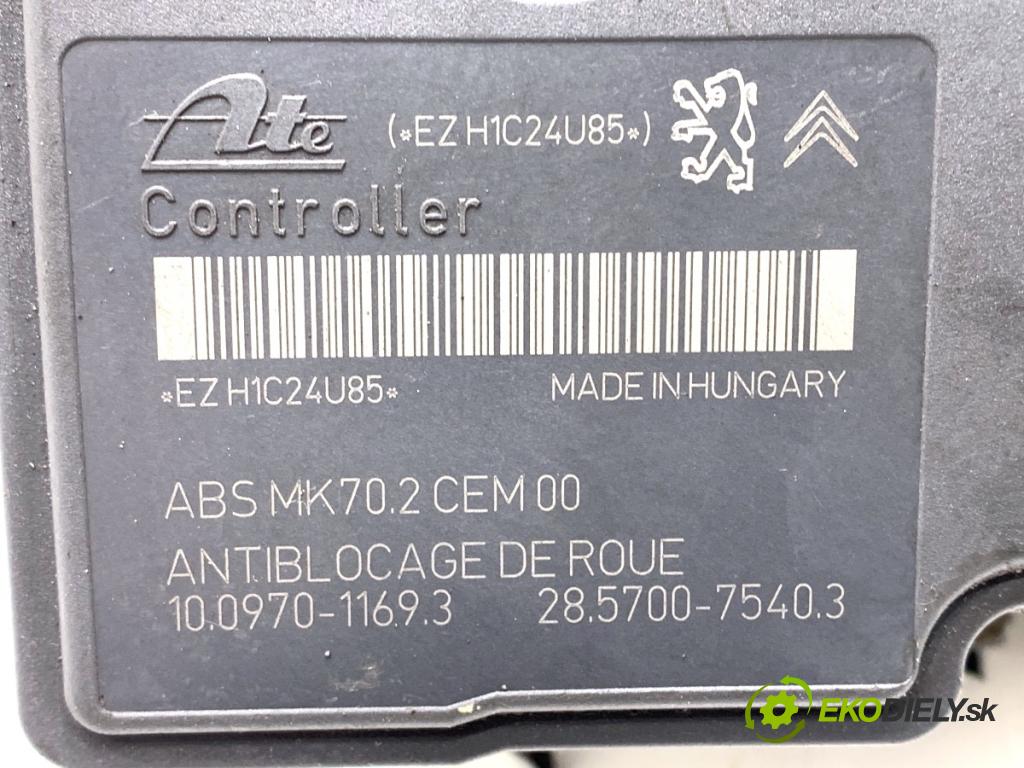 Ate (*EZ H1C24U85*)
Controller
*EZ H1C24U85* MADE IN HUNGARY
ABS MK70.2 CEM 00
ANTIBLOCAGE DE ROUE
10.0970-1169.3 28.5700-7540.3
EKODIELY.sk